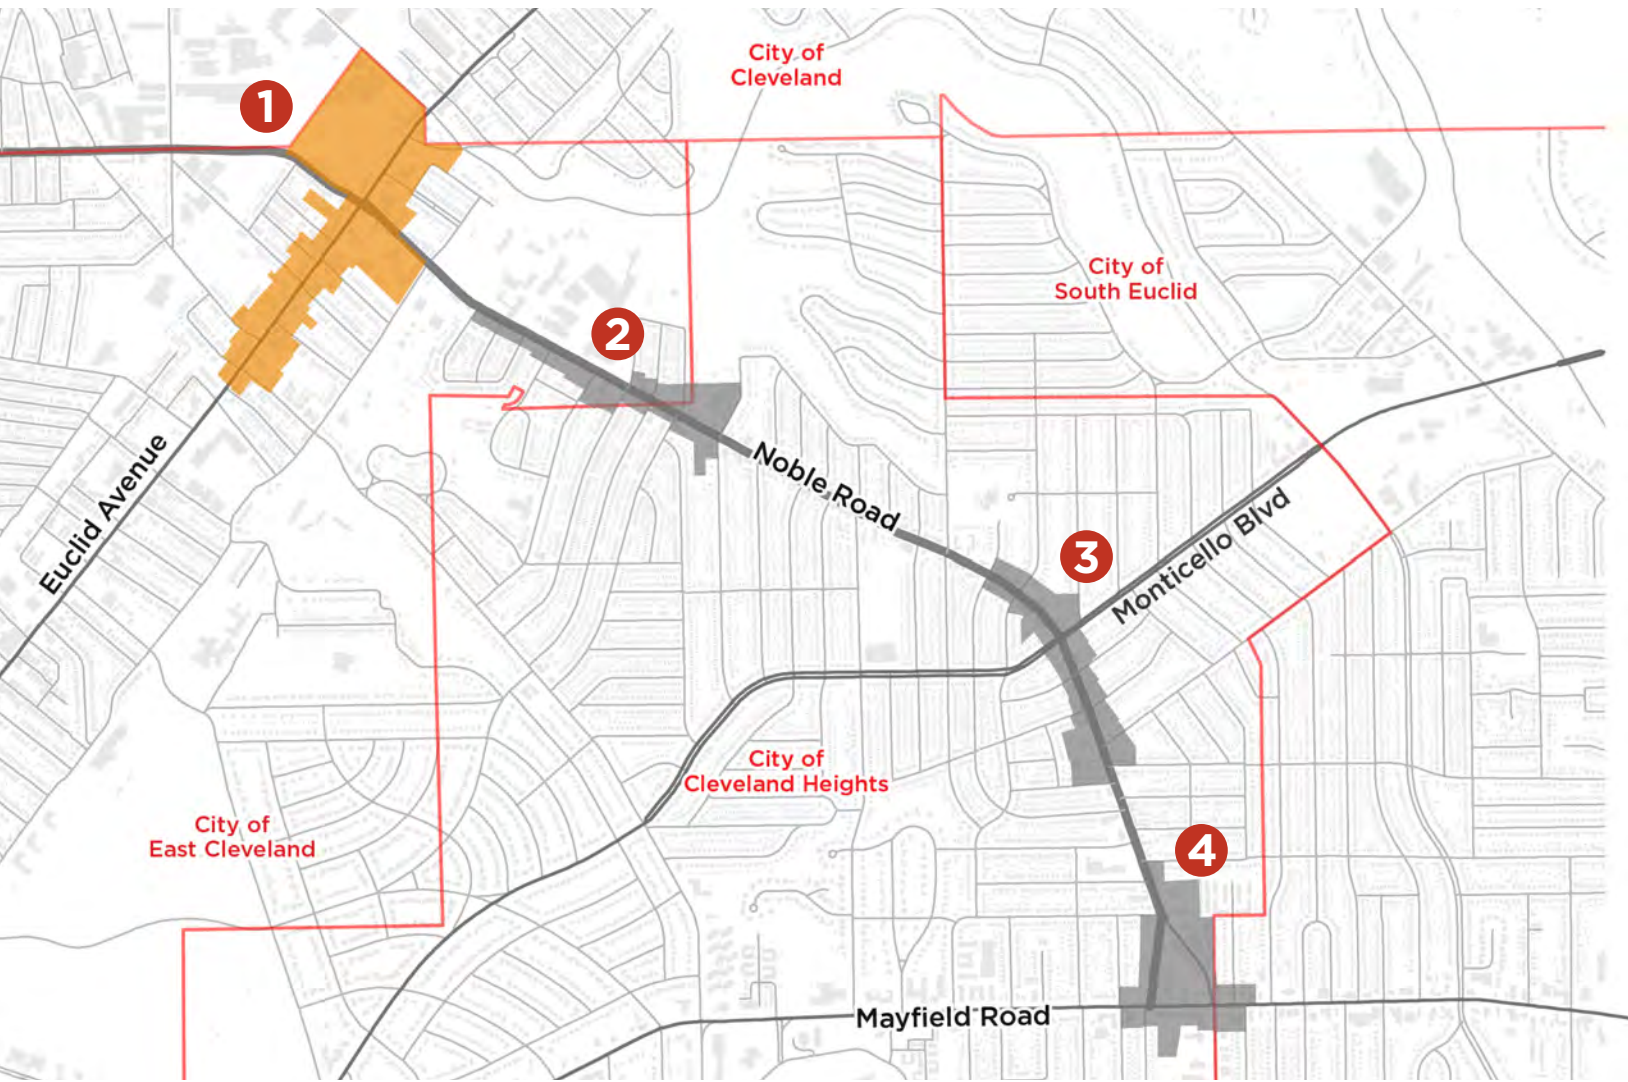 City of
Cleveland
1
City of
South Euclid
2
Euclid Avenue
Noble Road
3
Monticello Blvd
City of
Cleveland Heights
City of
East Cleveland
4
Mayfield Road